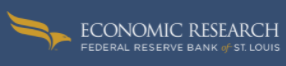 ECONOMIC RESEARCH
FEDERAL RESERVE BANK of ST. LOUIS